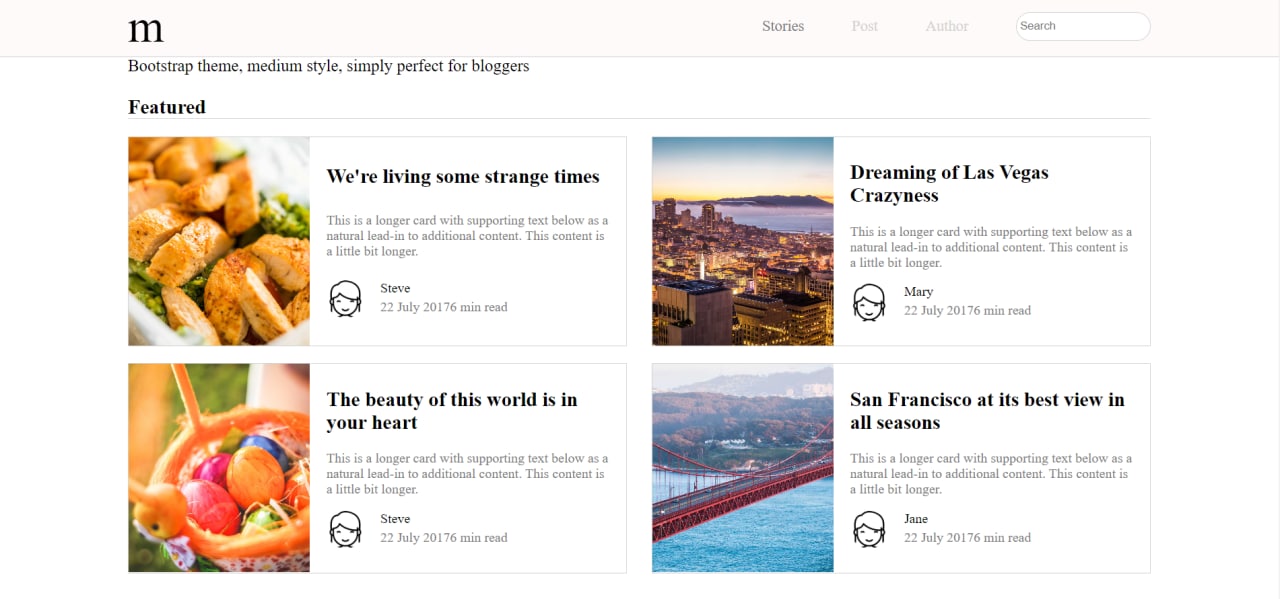 m
Stories Post Author Search
Bootstrap theme, medium style, simply perfect for bloggers
Featured
We're living some strange times
This is a longer card with supporting text below as a
natural lead-in to additional content. This content is
a little bit longer.
Steve
22 July 20176 min read
Dreaming of Las Vegas
Crazyness
This is a longer card with supporting text below as a
natural lead-in to additional content. This content is
a little bit longer.
Mary
22 July 20176 min read
The beauty of this world is in
your heart
This is a longer card with supporting text below as a
natural lead-in to additional content. This content is
a little bit longer.
Steve
22 July 20176 min read
San Francisco at its best view in
all seasons
This is a longer card with supporting text below as a
natural lead-in to additional content. This content is
a little bit longer.
Jane
22 July 20176 min read